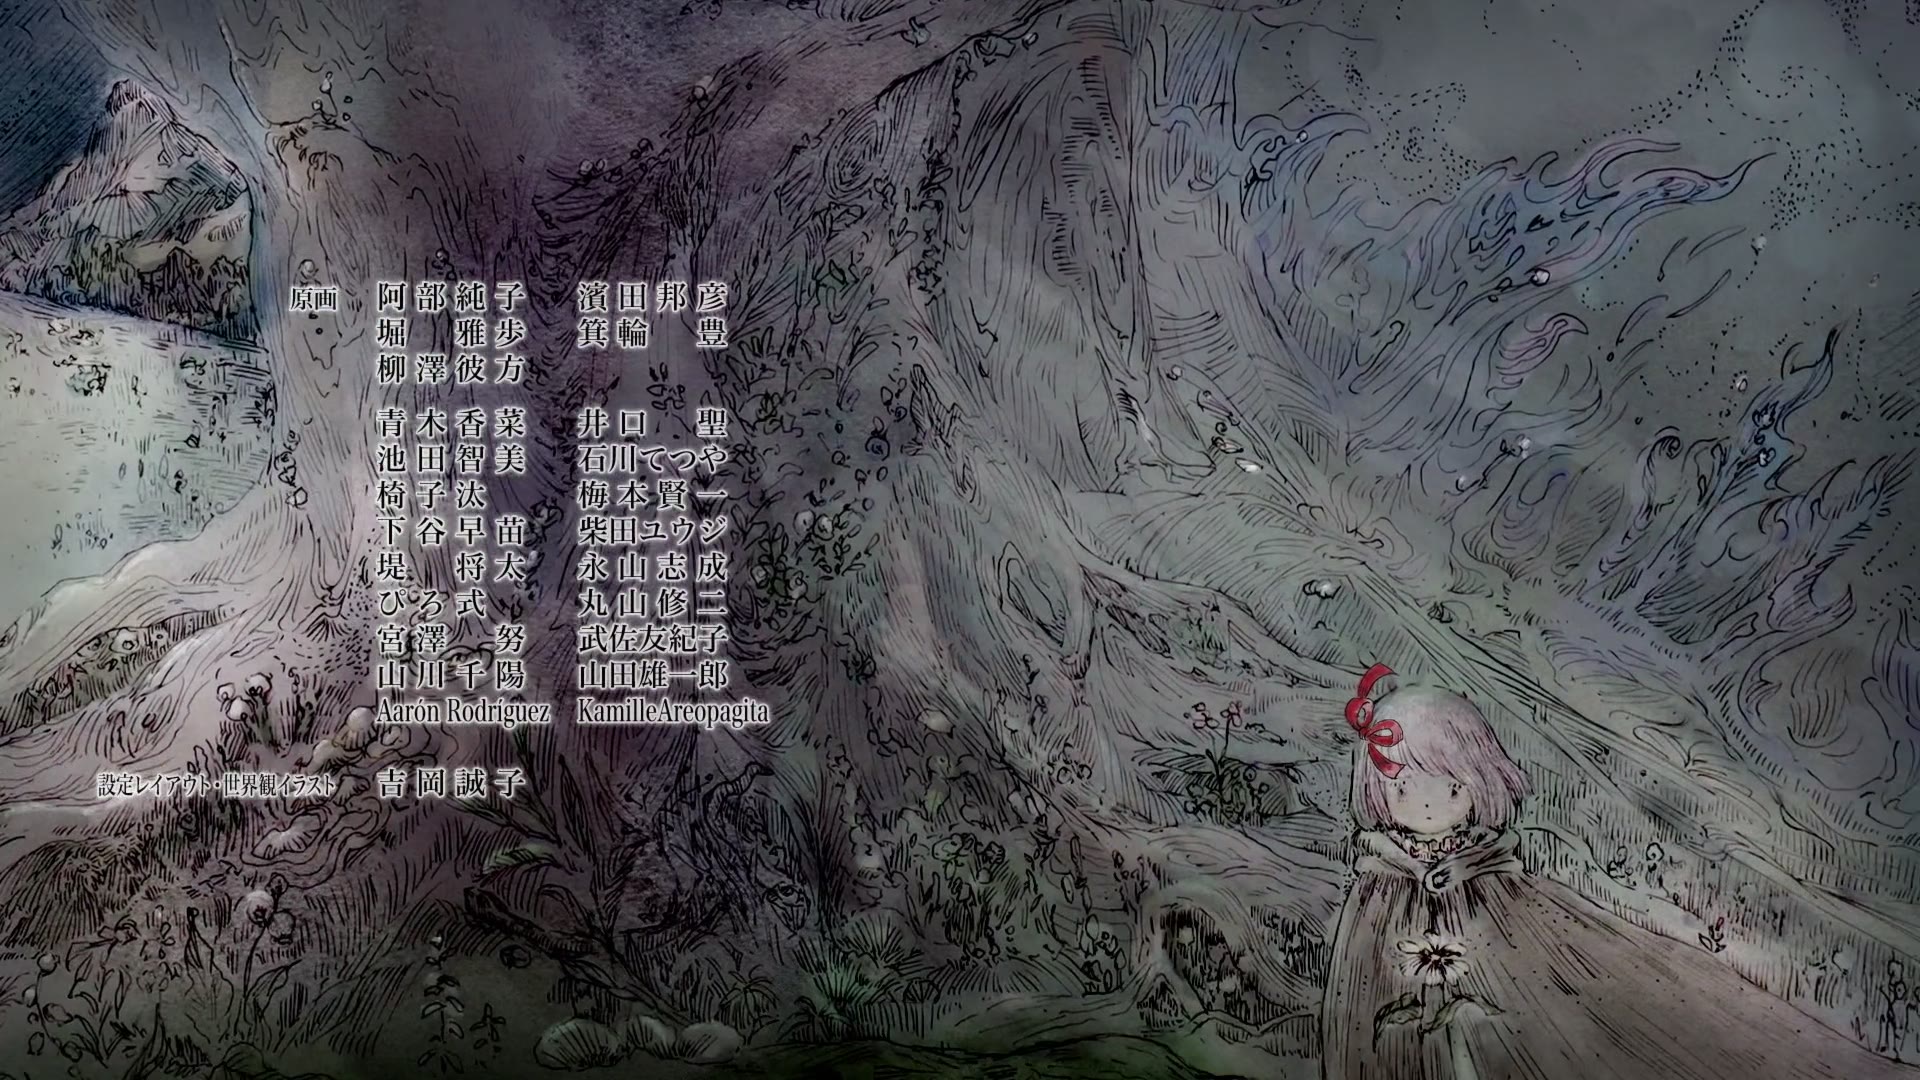 原画 阿部純子 濱田邦彦
堀 雅歩 箕輪 豊
柳澤彼方
青木香菜 井口 聖
池田智美 石川てつや
椅子汰 梅本賢一
下谷早苗 柴田ユウジ
堤 将太 永山志成
ぴろ式 丸山修二
宮澤 努 武佐友紀子
山川千陽 山田雄一郎
Aarón Rodríguez KamilleAreopagita
設定レイアウト・世界観イラスト 吉岡誠子